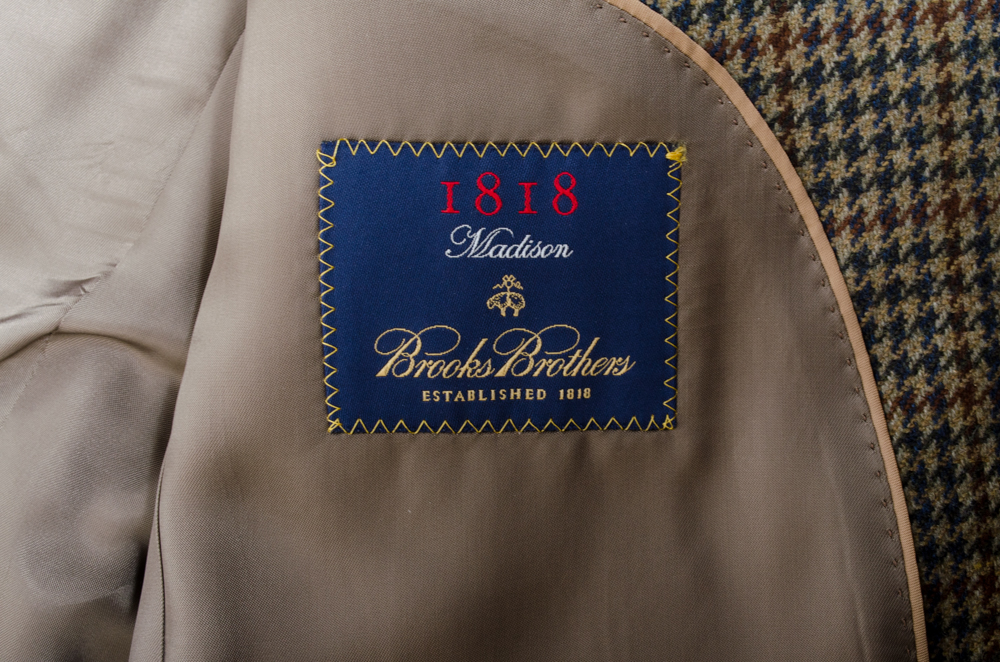 1818
Madison
Brooks Brothers
ESTABLISHED 1818